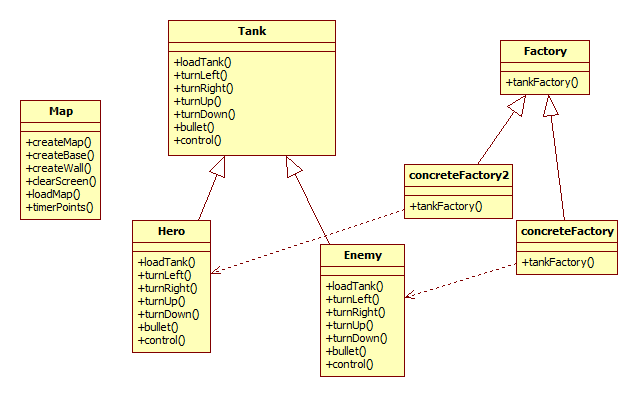 Tank
+loadTank()
+turnLeft()
+turnRight()
+turnUp()
+turnDown()
+bullet()
+control()
Factory
+tankFactory()
Map
+createMap()
+createBase()
+createWall()
+clearScreen()
+loadMap()
+timerPoints()
concreteFactory2
+tankFactory()
Hero
+loadTank()
+turnLeft()
+turnRight()
+turnUp()
+turnDown()
+bullet()
+control()
Enemy
+loadTank()
+turnLeft()
+turnRight()
+turnUp()
+turnDown()
+bullet()
+control()
concreteFactory
+tankFactory()